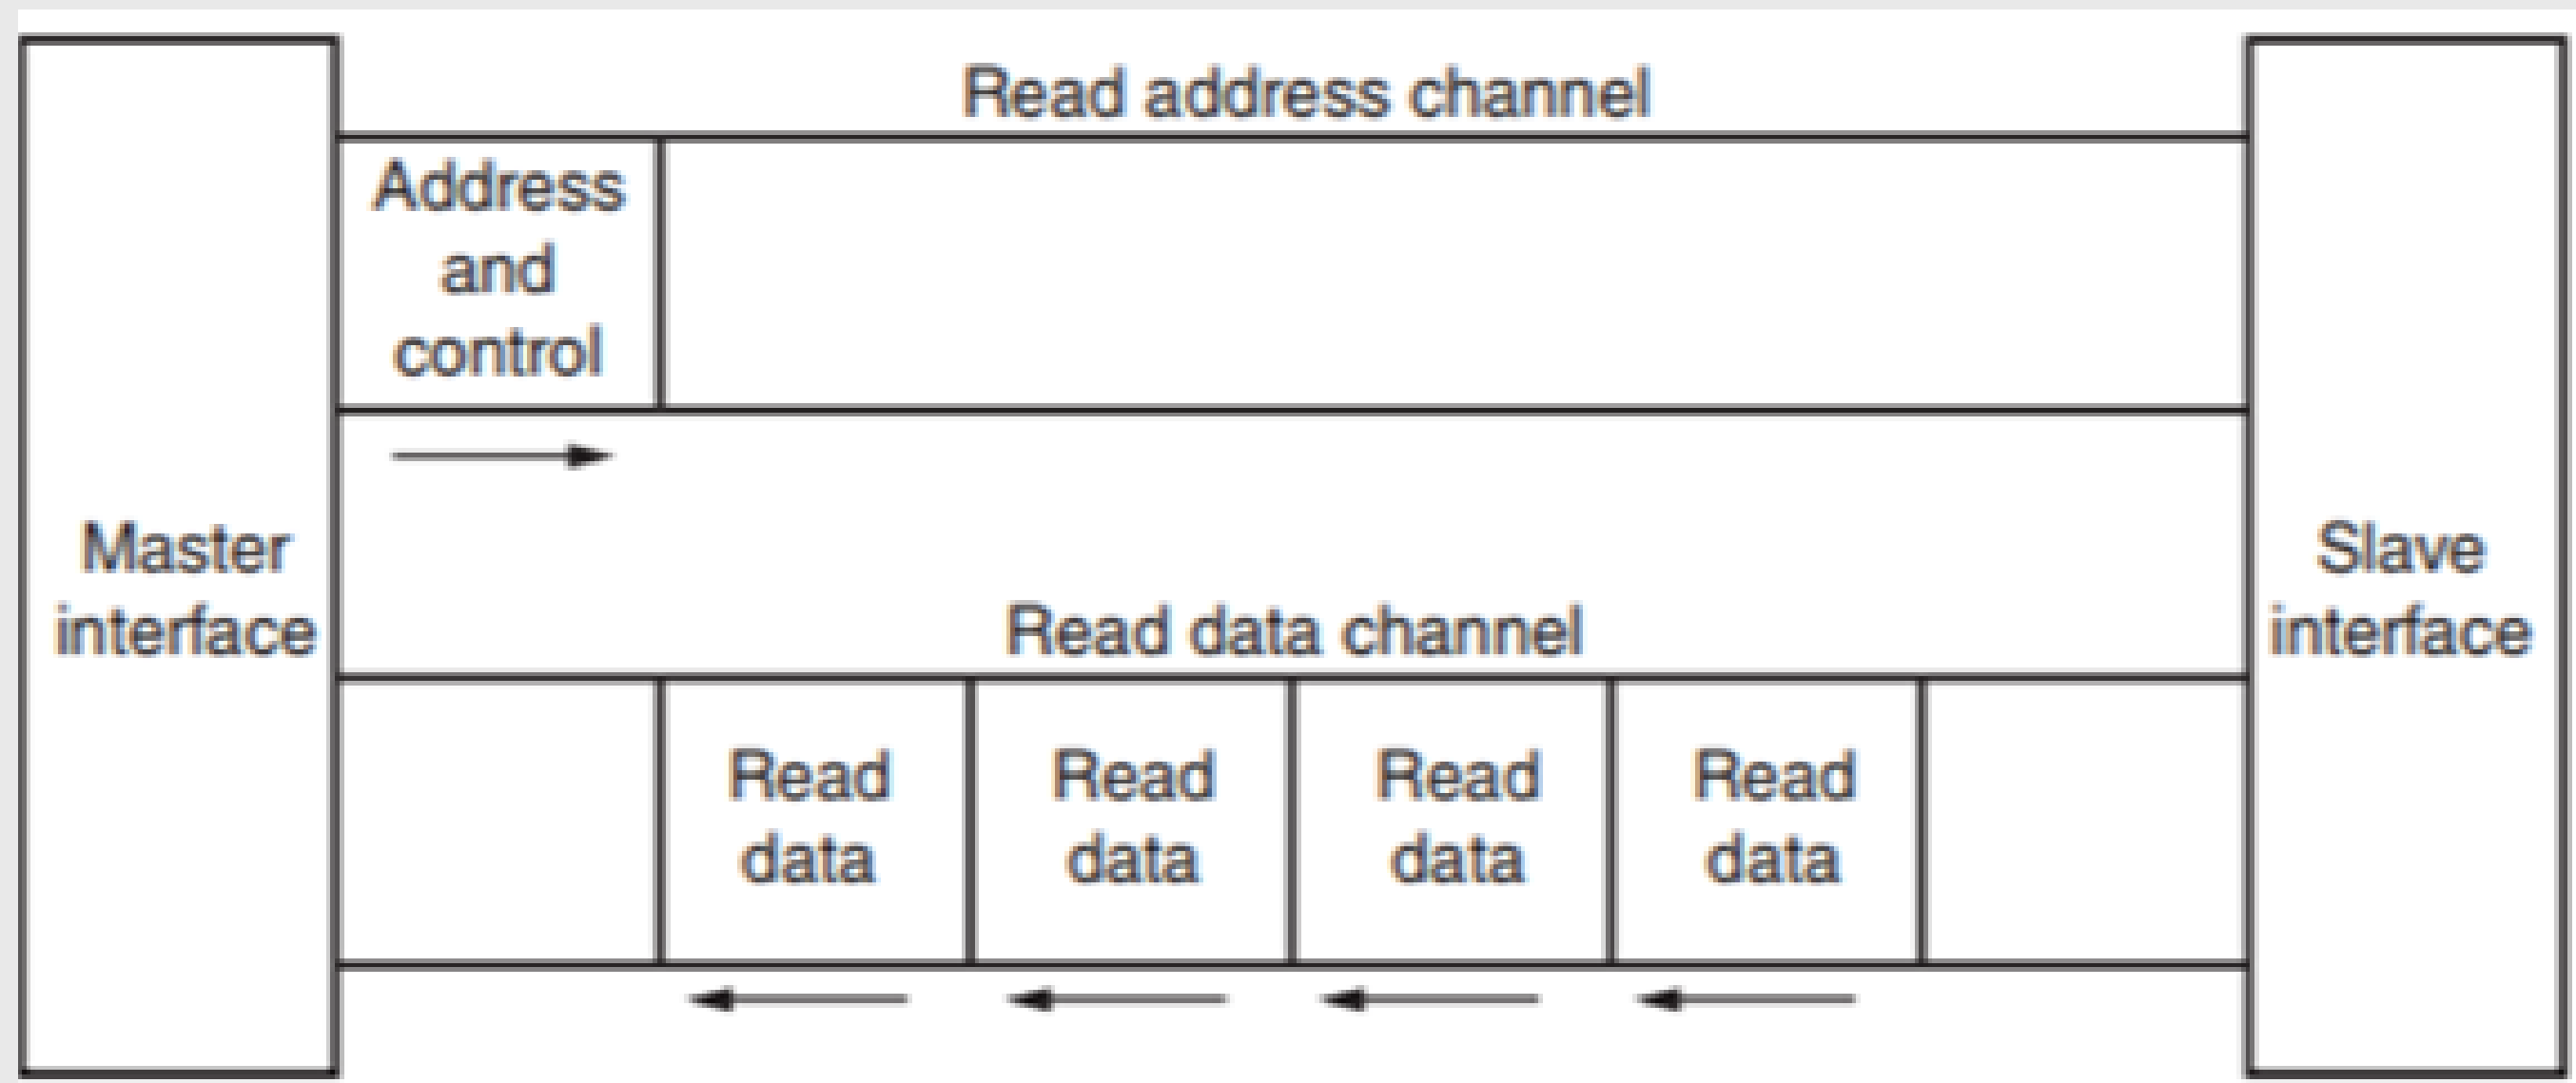 Read address channel
Address
and
control
Master
interface
Slave
interface
Read data channel
Read
data
Read
data
Read
data
Read
data